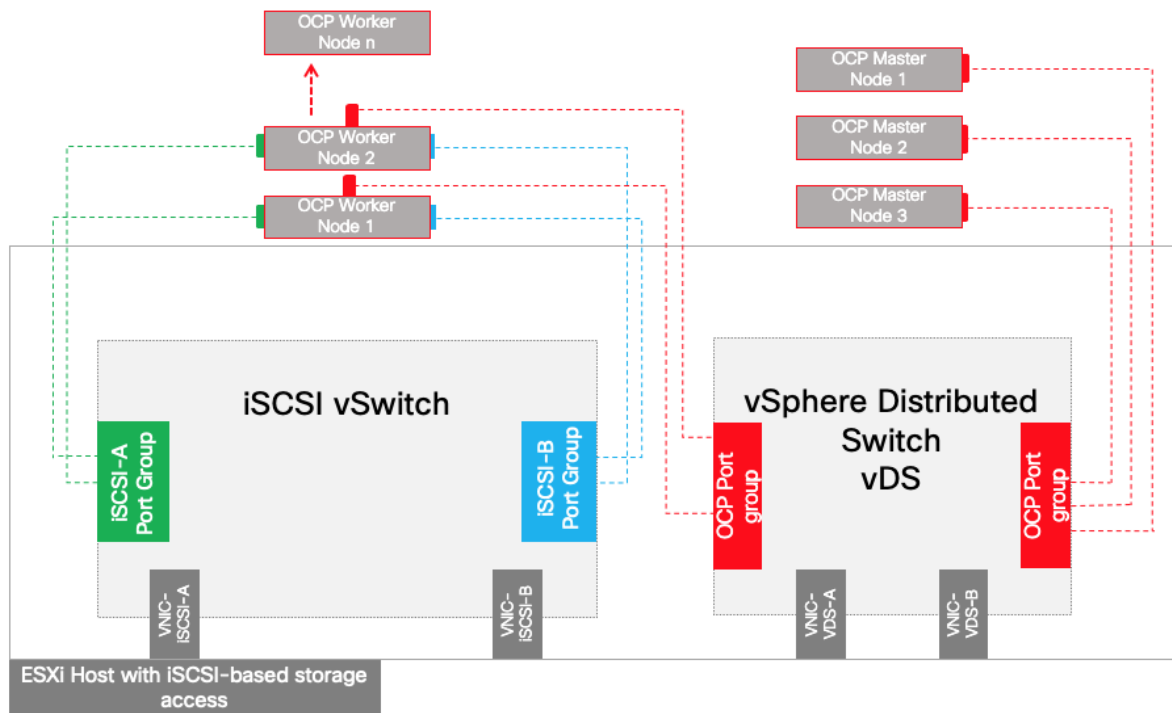 OCP Worker
Node n
OCP Master
Node 1
OCP Worker
Node 2
OCP Master
Node 2
OCP Worker
Node 1
OCP Master
Node 3
iSCSI vSwitch
vSphere Distributed
Switch
vDS
iSCSI-A
Port Group
iSCSI-B
Port Group
OCP Port
group
OCP Port
group
VNIC-
iSCSI-A
VNIC-
iSCSI-B
VNIC-
VDS-A
VNIC-
VDS-B
ESXi Host with iSCSI-based storage
access